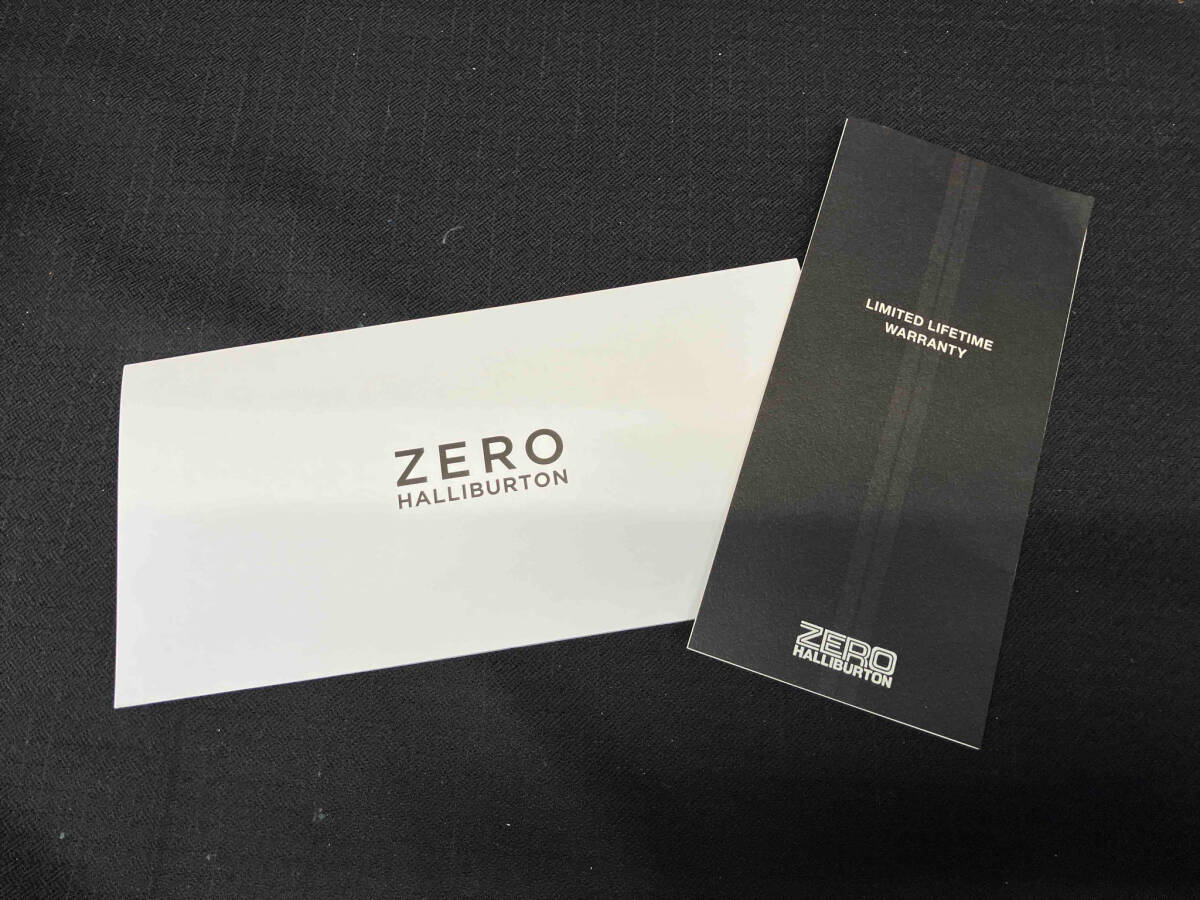 ZERO
HALLIBURTON
LIMITED LIFETIME
WARRANTY
ZERO
HALLIBURTON